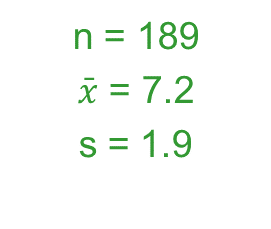 n = 189
x̄ = 7.2
s = 1.9